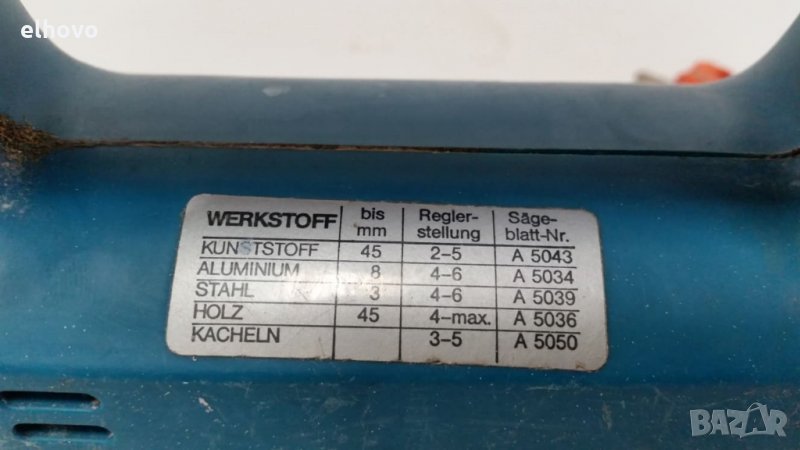 elhovo
WERKSTOFF bis mm Regler-stellung Säge-blatt-Nr.
KUNSTSTOFF 45 2-5 A 5043
ALUMINIUM 8 4-6 A 5034
STAHL 3 4-6 A 5039
HOLZ 45 4-max. A 5036
KACHELN 3-5 A 5050
BAZAR